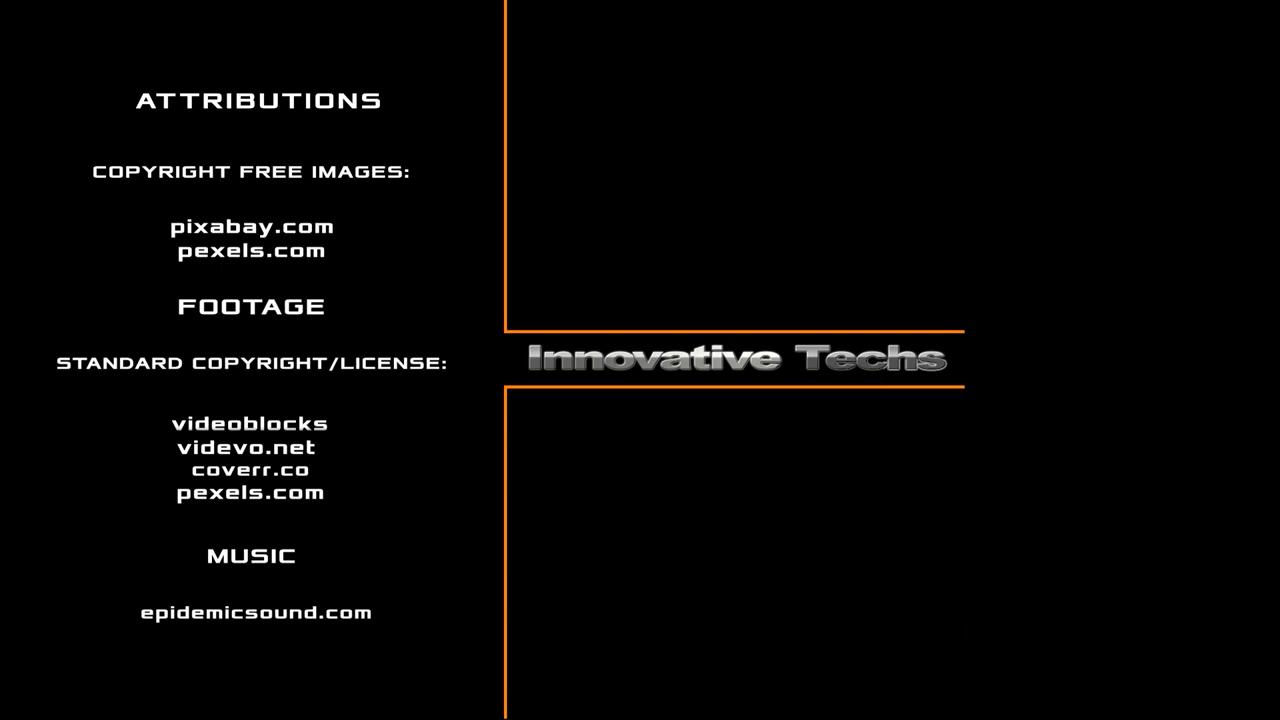 ATTRIBUTIONS
COPYRIGHT FREE IMAGES:
pixabay.com
pexels.com
FOOTAGE
STANDARD COPYRIGHT/LICENSE:
videoblocks
videvo.net
coverr.co
pexels.com
MUSIC
epidemicsound.com
Innovative Techs